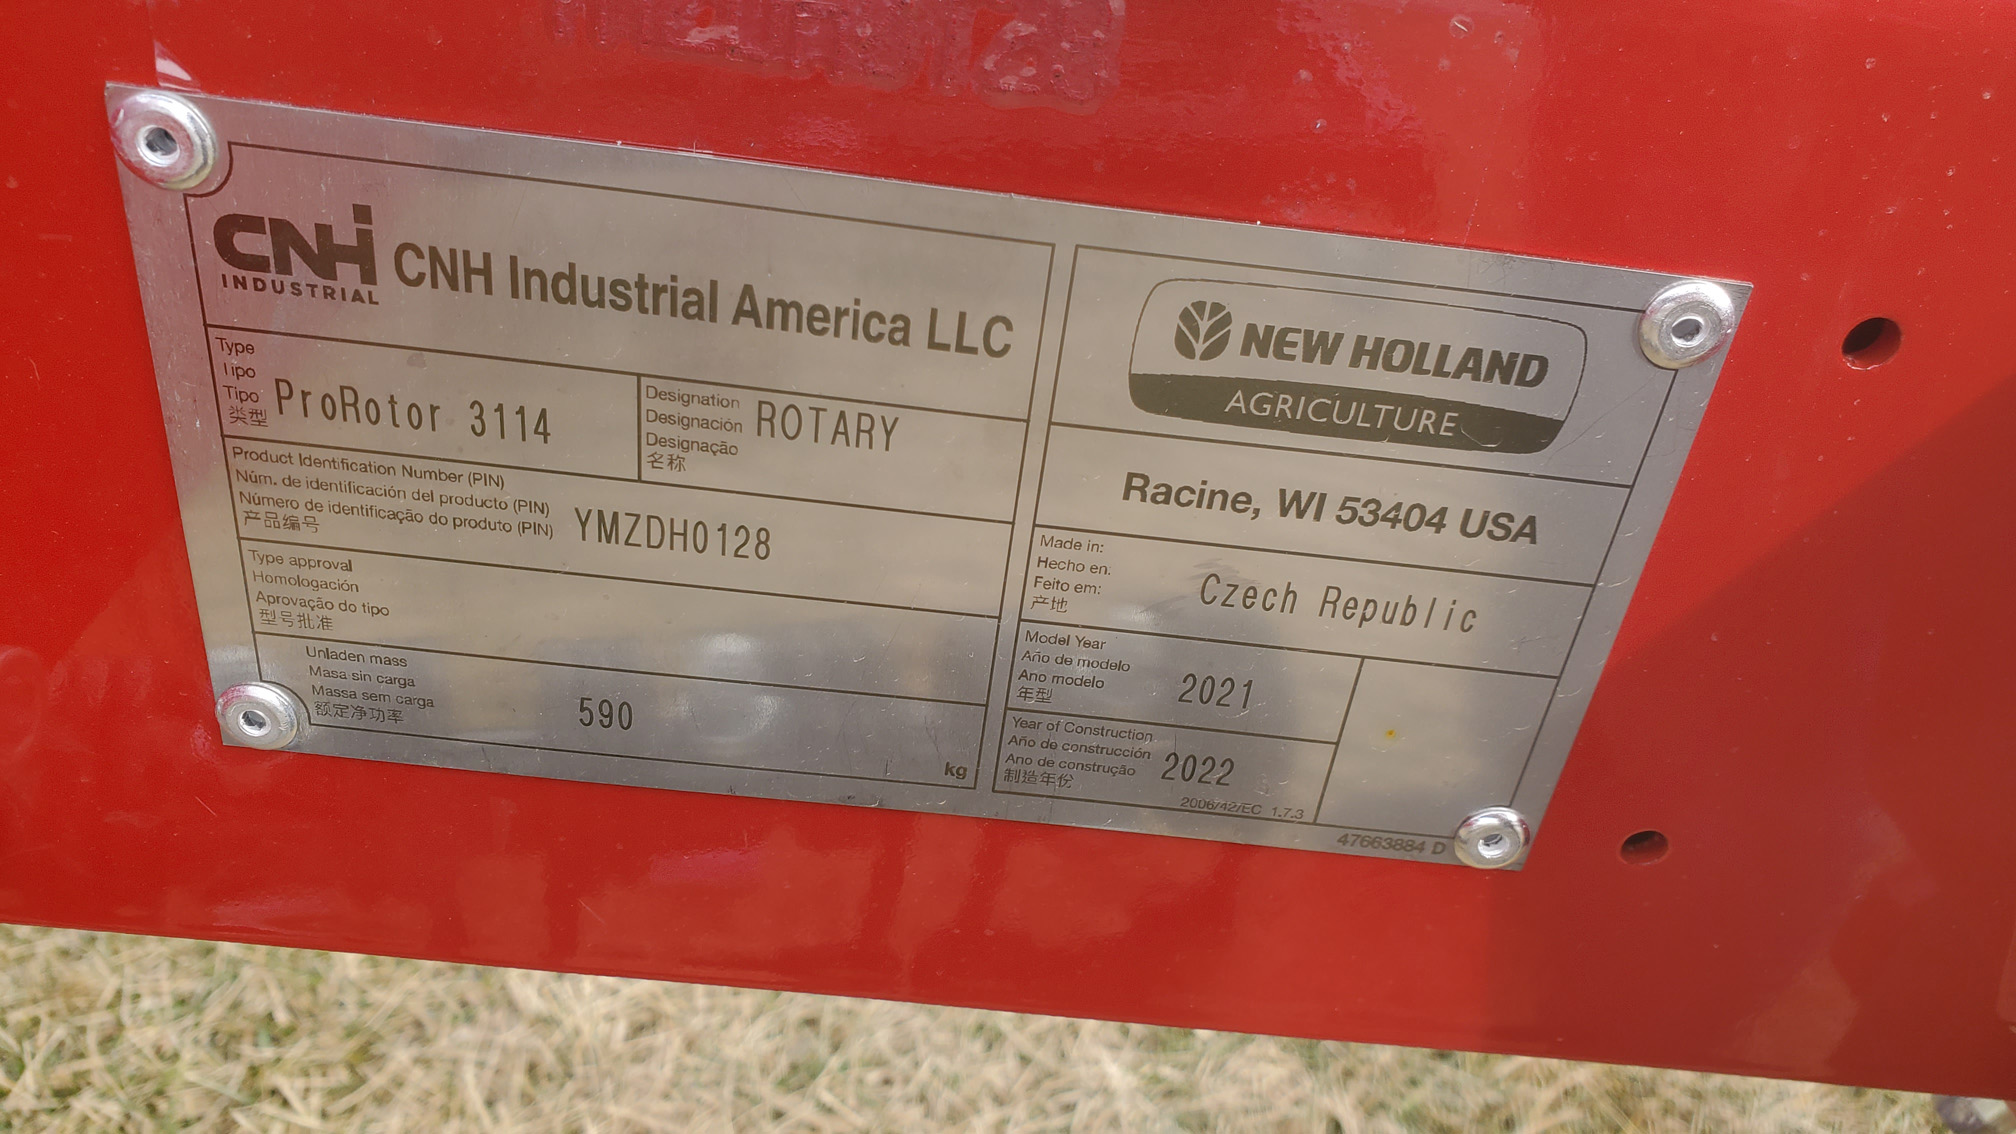 CNH
INDUSTRIAL
CNH Industrial America LLC
Type
Tipo
Tipo
类型
ProRotor 3114
Designation
Designación
Designação
名称
ROTARY
Product Identification Number (PIN)
Núm. de identificación del producto (PIN)
Número de identificação do produto (PIN)
产品编号
YMZDH0128
Type approval
Homologación
Aprovação do tipo
型号批准
Unladen mass
Masa sin carga
Massa sem carga
额定净功率
590
kg
NEW HOLLAND
AGRICULTURE
Racine, WI 53404 USA
Made in:
Hecho en:
Feito em:
产地
Czech Republic
Model Year
Año de modelo
Ano modelo
年型
2021
Year of Construction
Año de construcción
Ano de construção
制造年份
2022
2006/42/EC 1.7.3
47663884 D